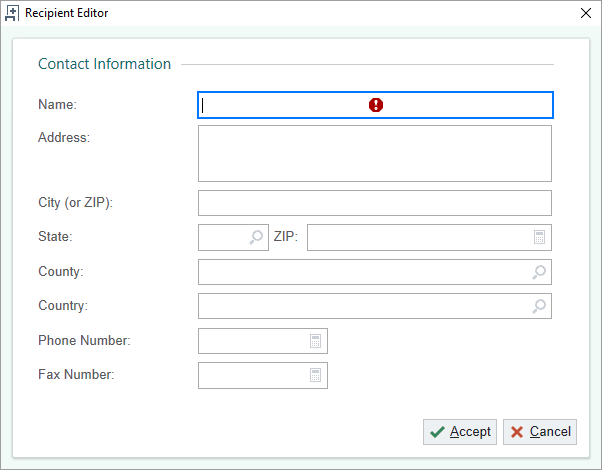 Recipient Editor
Contact Information
Name:
Address:
City (or ZIP):
State: ZIP:
County:
Country:
Phone Number:
Fax Number:
Accept Cancel